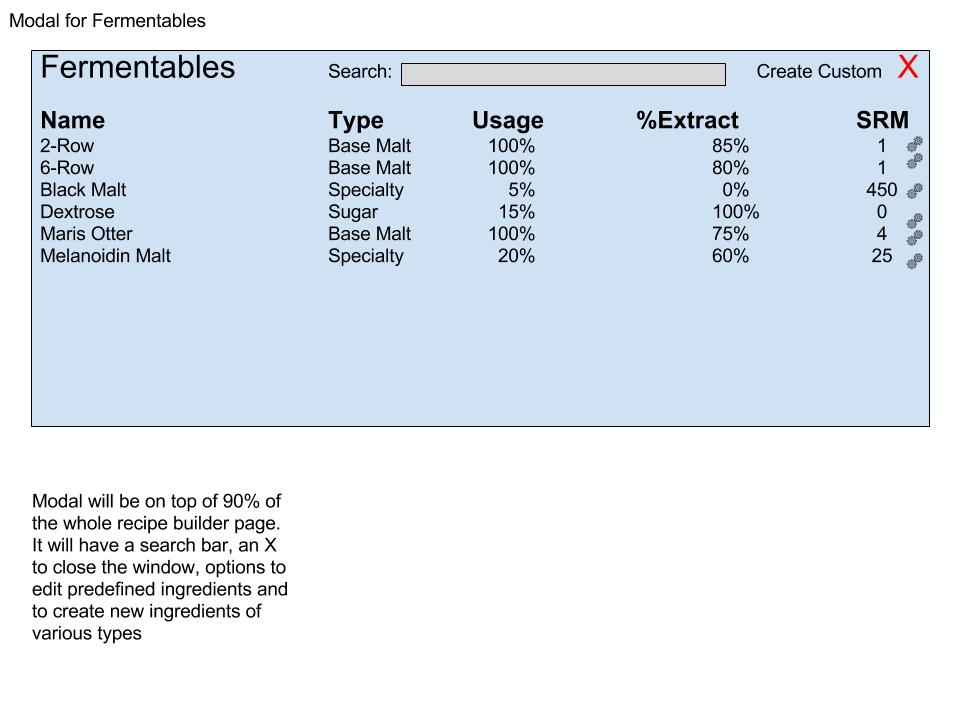 Modal for Fermentables
Fermentables Search: Create Custom X
Name Type Usage %Extract SRM
2-Row Base Malt 100% 85% 1
6-Row Base Malt 100% 80% 1
Black Malt Specialty 5% 0% 450
Dextrose Sugar 15% 100% 0
Maris Otter Base Malt 100% 75% 4
Melanoidin Malt Specialty 20% 60% 25
Modal will be on top of 90% of
the whole recipe builder page.
It will have a search bar, an X
to close the window, options to
edit predefined ingredients and
to create new ingredients of
various types